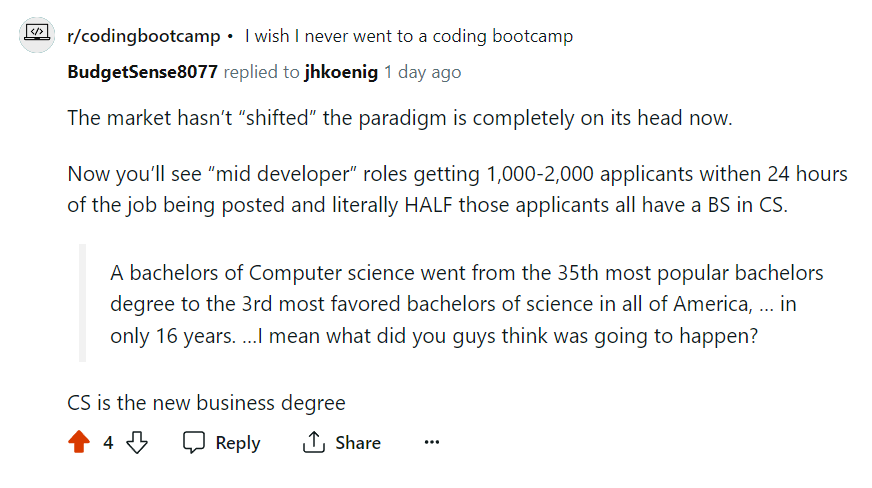 r/codingbootcamp • I wish I never went to a coding bootcamp
BudgetSense8077 replied to jhkoenig 1 day ago
The market hasn't “shifted” the paradigm is completely on its head now.
Now you'll see “mid developer” roles getting 1,000-2,000 applicants withen 24 hours
of the job being posted and literally HALF those applicants all have a BS in CS.
A bachelors of Computer science went from the 35th most popular bachelors
degree to the 3rd most favored bachelors of science in all of America, ... in
only 16 years. ...I mean what did you guys think was going to happen?
CS is the new business degree
4 Reply Share ...